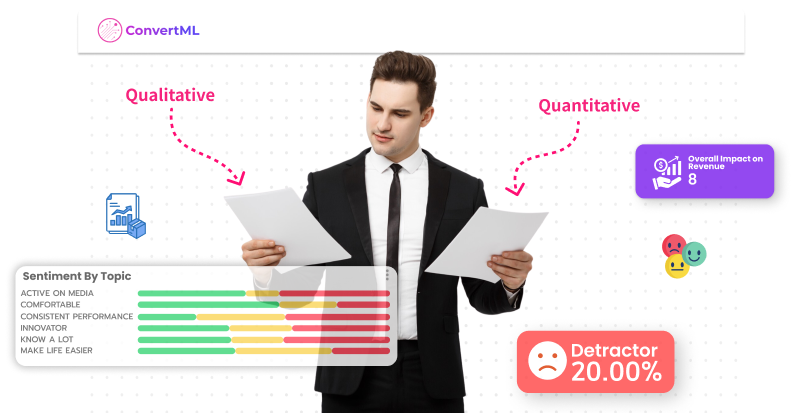 ConvertML
Qualitative
Quantitative
Overall Impact on
Revenue
8
Sentiment By Topic
ACTIVE ON MEDIA
COMFORTABLE
CONSISTENT PERFORMANCE
INNOVATOR
KNOW A LOT
MAKE LIFE EASIER
Detractor
20.00%